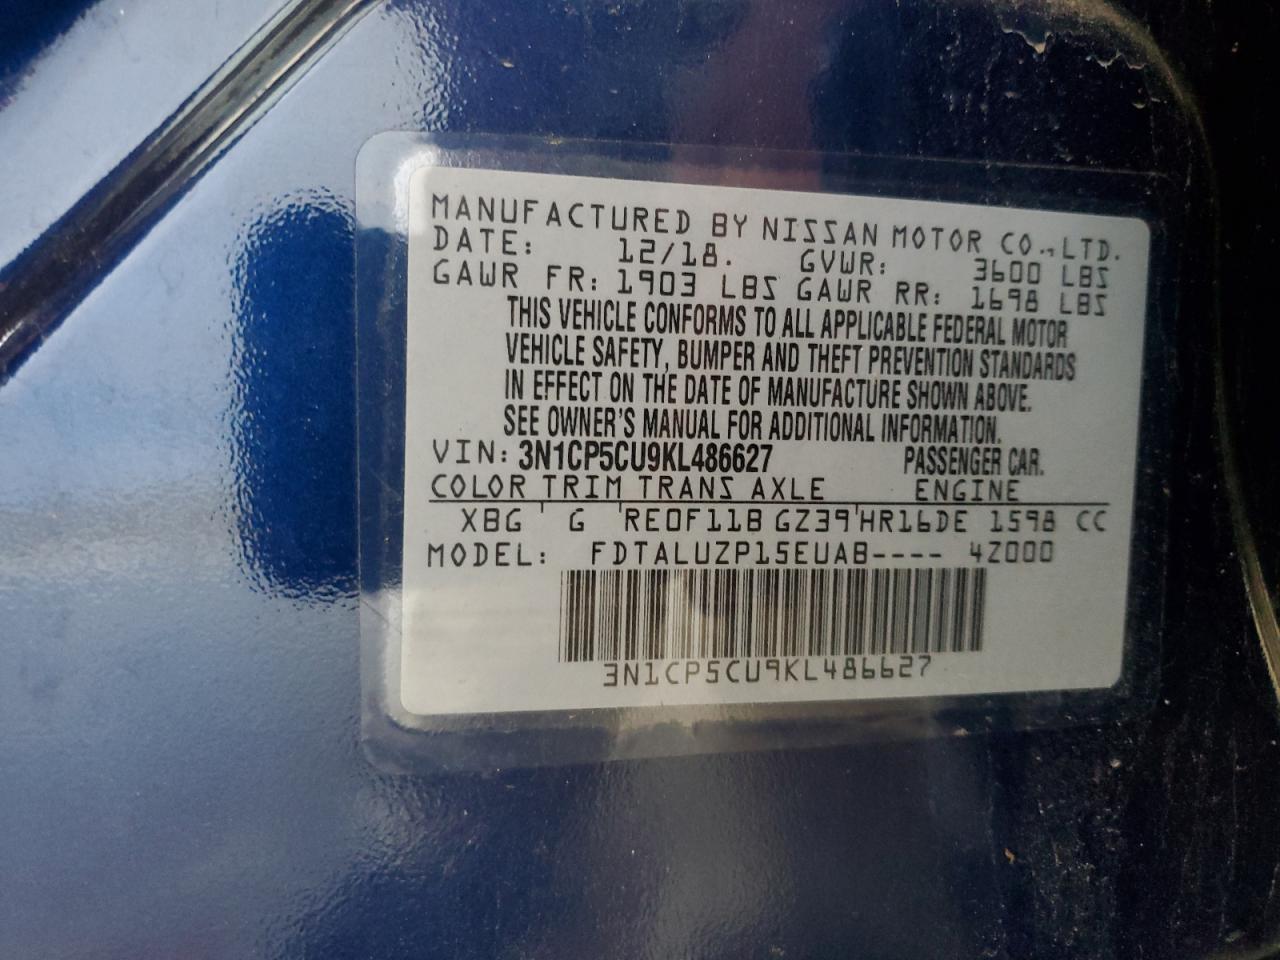 MANUFACTURED BY NISSAN MOTOR CO.,LTD.
DATE: 12/18. GVWR: 3600 LBS
GAWR FR: 1903 LBS GAWR RR: 1698 LBS
THIS VEHICLE CONFORMS TO ALL APPLICABLE FEDERAL MOTOR
VEHICLE SAFETY, BUMPER AND THEFT PREVENTION STANDARDS
IN EFFECT ON THE DATE OF MANUFACTURE SHOWN ABOVE.
SEE OWNER'S MANUAL FOR ADDITIONAL INFORMATION.
VIN: 3N1CP5CU9KL486627 PASSENGER CAR.
COLOR TRIM TRANS AXLE ENGINE
XBG ' G 'RE0F11B GZ39'HR16DE 1598 CC
MODEL: FDTALUZP15EUAB---- 4Z000
3N1CP5CU9KL486627